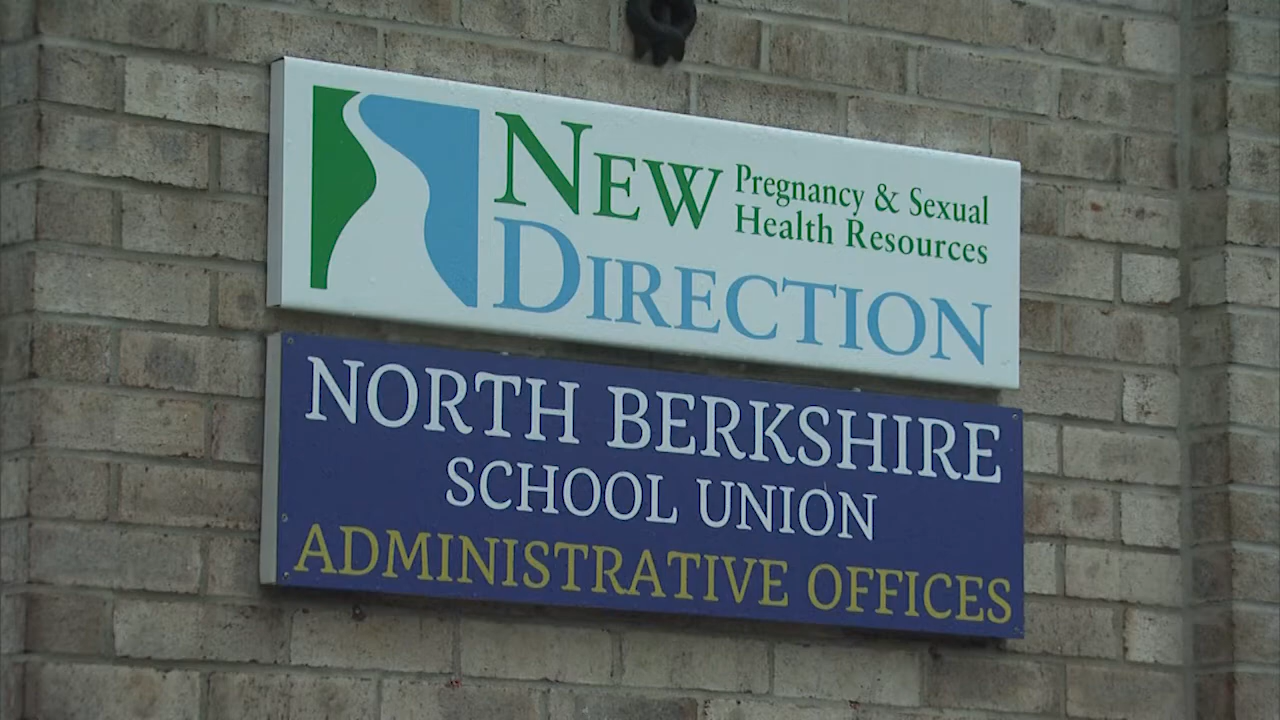 NEW Pregnancy & Sexual
Health Resources
DIRECTION
NORTH BERKSHIRE
SCHOOL UNION
ADMINISTRATIVE OFFICES